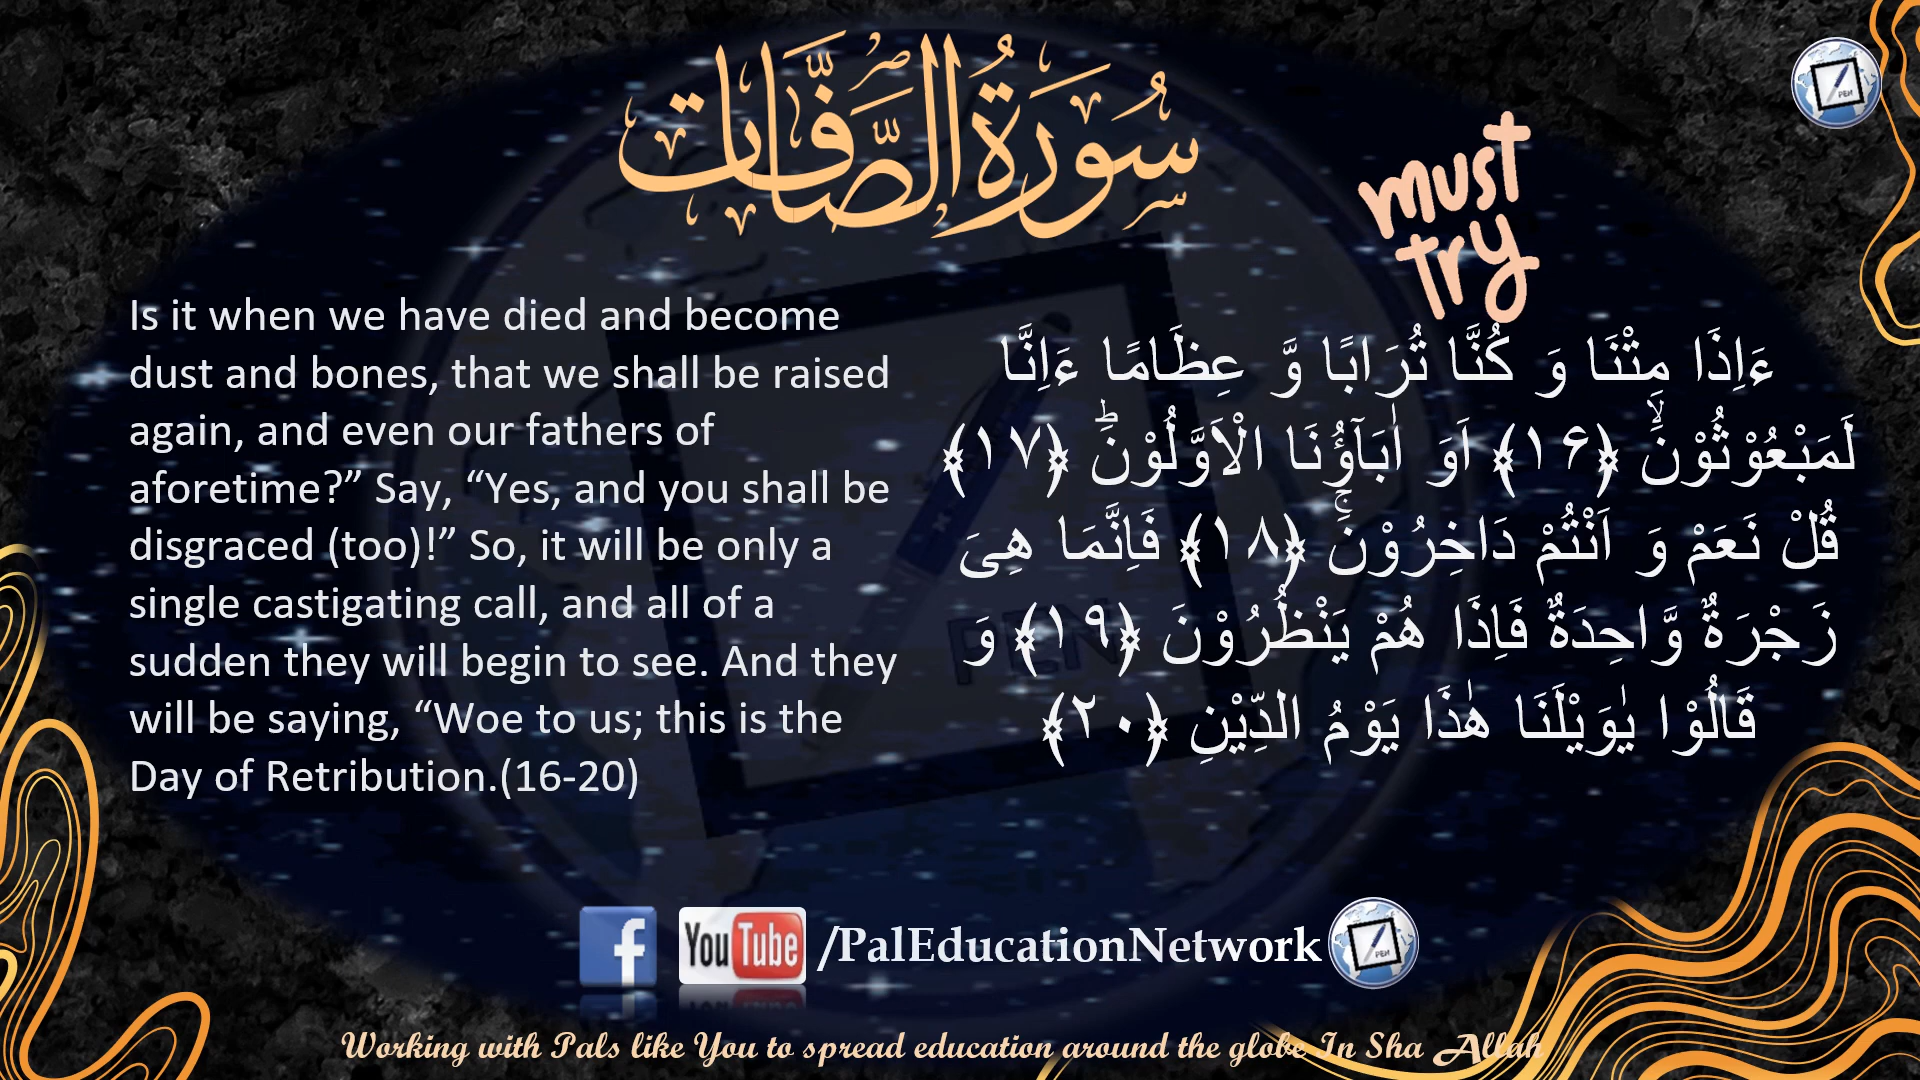 سُورَةُ الصَّافَّات
must
try
Is it when we have died and become
dust and bones, that we shall be raised
again, and even our fathers of
aforetime?” Say, “Yes, and you shall be
disgraced (too)!” So, it will be only a
single castigating call, and all of a
sudden they will begin to see. And they
will be saying, “Woe to us; this is the
Day of Retribution.(16-20)
ءَاِذَا مِتْنَا وَ كُنَّا تُرَابًا وَّ عِظَامًا ءَاِنَّا
لَمَبْعُوْثُوْنَۙ ﴿۱۶﴾ اَوَ اٰبَآؤُنَا الْاَوَّلُوْنَؕ ﴿۱۷﴾
قُلْ نَعَمْ وَ اَنْتُمْ دَاخِرُوْنَۚ ﴿۱۸﴾ فَاِنَّمَا هِیَ
زَجْرَةٌ وَّاحِدَةٌ فَاِذَا هُمْ یَنْظُرُوْنَ ﴿۱۹﴾ وَ
قَالُوْا یٰوَیْلَنَا هٰذَا یَوْمُ الدِّیْنِ ﴿۲۰﴾
PEN
PEN
f YouTube /PalEducationNetwork PEN
Working with Pals like You to spread education around the globe In Sha Allah